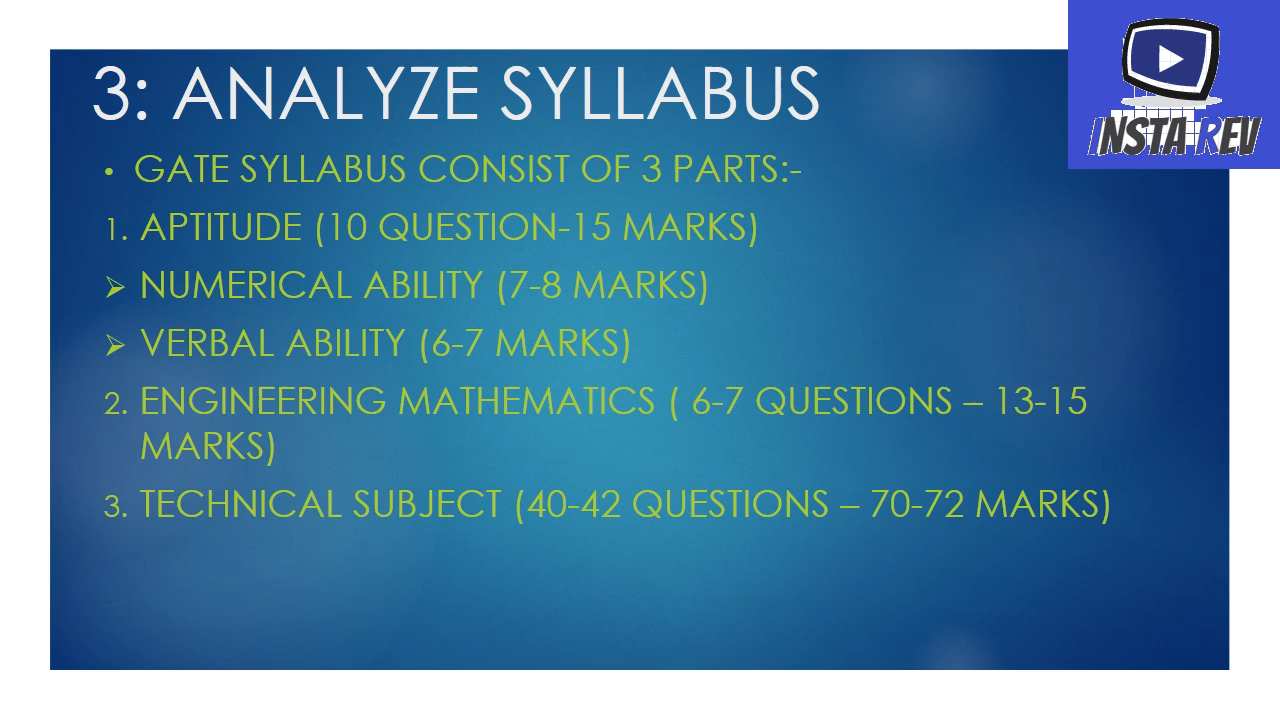 3: ANALYZE SYLLABUS
INSTA REV
• GATE SYLLABUS CONSIST OF 3 PARTS:-
1. APTITUDE (10 QUESTION-15 MARKS)
➢ NUMERICAL ABILITY (7-8 MARKS)
➢ VERBAL ABILITY (6-7 MARKS)
2. ENGINEERING MATHEMATICS ( 6-7 QUESTIONS – 13-15
MARKS)
3. TECHNICAL SUBJECT (40-42 QUESTIONS – 70-72 MARKS)